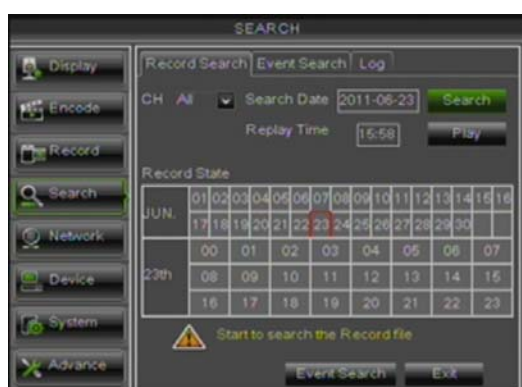 SEARCH
Display
Encode
Record
Search
Network
Device
System
Advance
Record Search Event Search Log
CH All Search Date 2011-06-23 Search
Replay Time 15:58 Play
Record State
JUN. 01 02 03 04 05 06 07 08 09 10 11 12 13 14 15 16
17 18 19 20 21 22 23 24 25 26 27 28 29 30
23th 00 01 02 03 04 05 06 07
08 09 10 11 12 13 14 15
16 17 18 19 20 21 22 23
Start to search the Record file
Event Search Exit